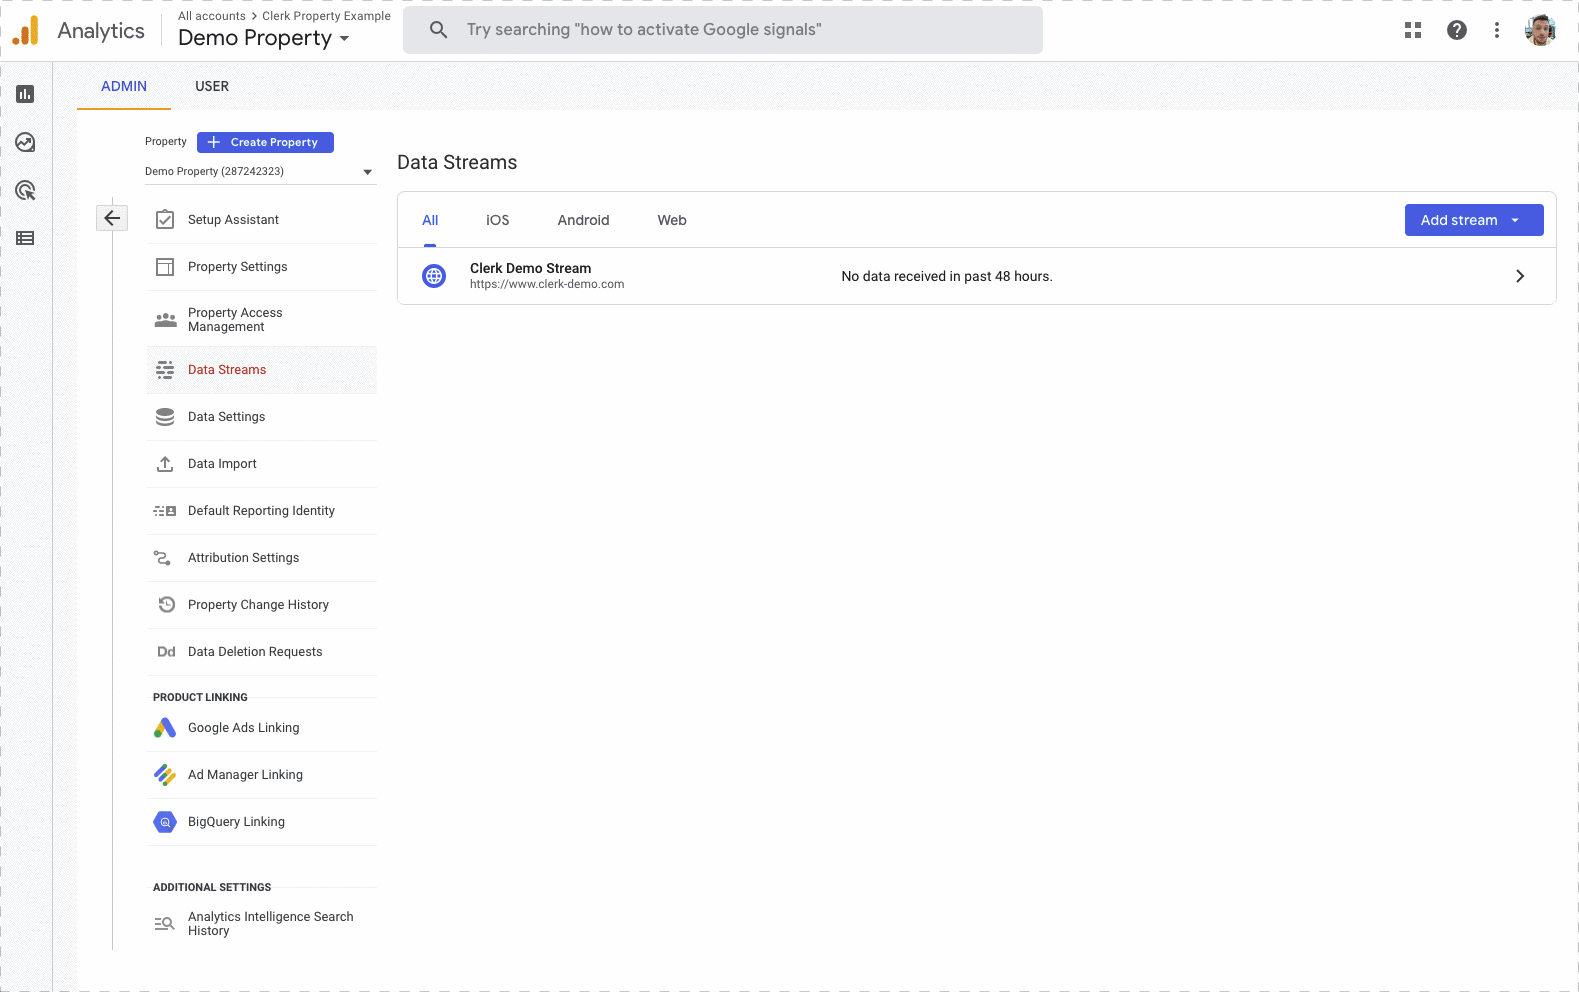 Analytics
All accounts > Clerk Property Example
Demo Property
Try searching "how to activate Google signals"
ADMIN
USER
Property
Create Property
Demo Property (287242323)
Setup Assistant
Property Settings
Property Access
Management
Data Streams
Data Settings
Data Import
Default Reporting Identity
Attribution Settings
Property Change History
Dd Data Deletion Requests
PRODUCT LINKING
Google Ads Linking
Ad Manager Linking
BigQuery Linking
ADDITIONAL SETTINGS
Analytics Intelligence Search
History
Data Streams
All
iOS
Android
Web
Add stream
Clerk Demo Stream
https://www.clerk-demo.com
No data received in past 48 hours.